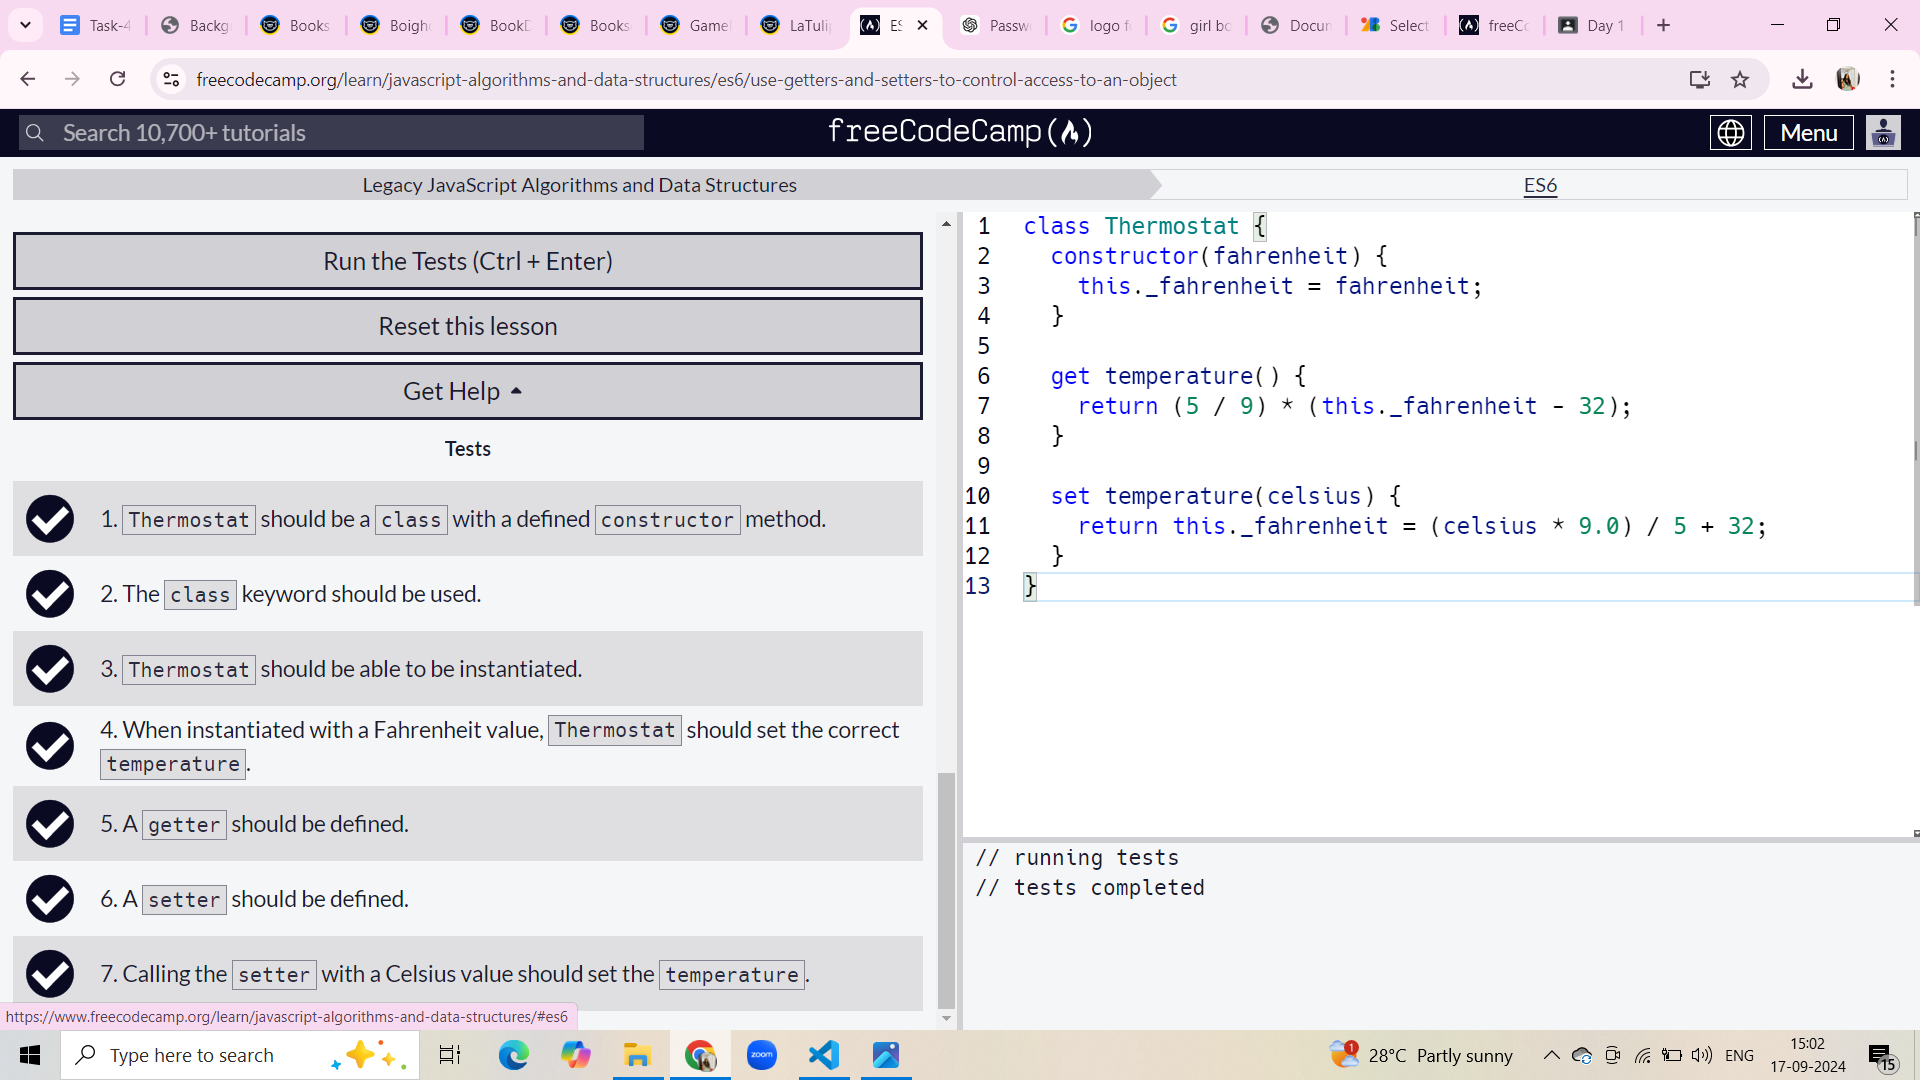 Task-4
Backg
Books
Boigh
BookD
Books
Game
LaTuli
ES
Passw
logo f
girl bo
Docun
Select
freeCo
Day 1
freecodecamp.org/learn/javascript-algorithms-and-data-structures/es6/use-getters-and-setters-to-control-access-to-an-object
Search 10,700+ tutorials
freeCodeCamp(A)
Menu
Legacy JavaScript Algorithms and Data Structures
ES6
Run the Tests (Ctrl + Enter)
Reset this lesson
Get Help
Tests
1. Thermostat should be a class with a defined constructor method.
2. The class keyword should be used.
3. Thermostat should be able to be instantiated.
4. When instantiated with a Fahrenheit value, Thermostat should set the correct
temperature.
5. A getter should be defined.
6. A setter should be defined.
7. Calling the setter with a Celsius value should set the temperature.
https://www.freecodecamp.org/learn/javascript-algorithms-and-data-structures/#es6
1 class Thermostat {
2 constructor(fahrenheit) {
3 this._fahrenheit = fahrenheit;
4 }
5
6 get temperature() {
7 return (5 / 9) * (this._fahrenheit - 32);
8 }
9
10 set temperature(celsius) {
11 return this._fahrenheit = (celsius * 9.0) / 5 + 32;
12 }
13 }
// running tests
// tests completed
Type here to search
zoom
1
28°C Partly sunny
ENG
15:02
17-09-2024
15